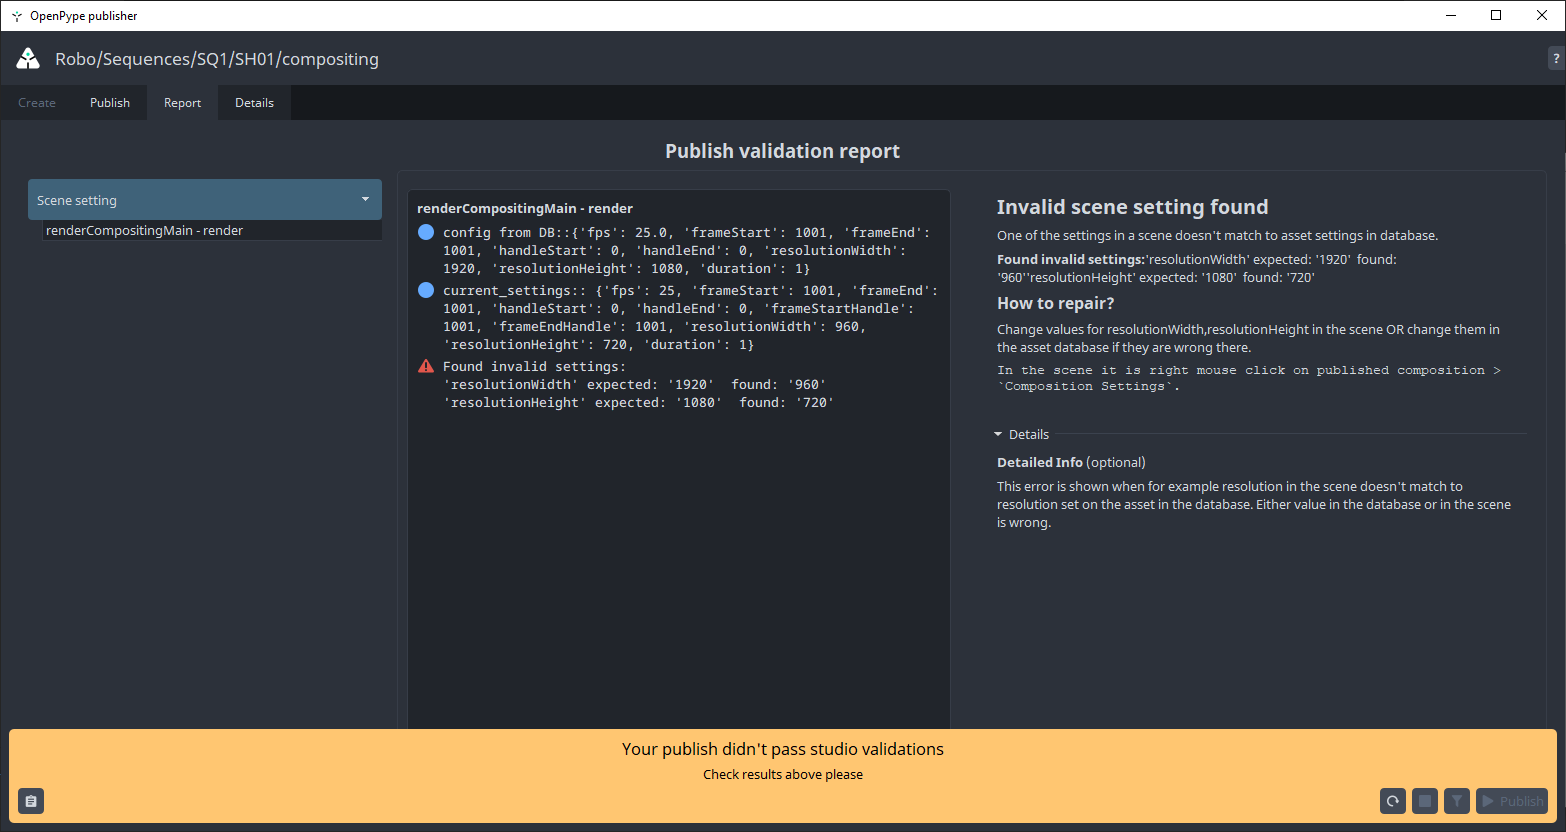 OpenPype publisher
Robo/Sequences/SQ1/SH01/compositing
?
Create
Publish
Report
Details
Publish validation report
Scene setting
renderCompositingMain - render
renderCompositingMain - render
config from DB::{'fps': 25.0, 'frameStart': 1001, 'frameEnd':
1001, 'handleStart': 0, 'handleEnd': 0, 'resolutionWidth':
1920, 'resolutionHeight': 1080, 'duration': 1}
current_settings:: {'fps': 25, 'frameStart': 1001, 'frameEnd':
1001, 'handleStart': 0, 'handleEnd': 0, 'frameStartHandle':
1001, 'frameEndHandle': 1001, 'resolutionWidth': 960,
'resolutionHeight': 720, 'duration': 1}
Found invalid settings:
'resolutionWidth' expected: '1920'  found: '960'
'resolutionHeight' expected: '1080'  found: '720'
Invalid scene setting found
One of the settings in a scene doesn't match to asset settings in database.
Found invalid settings:'resolutionWidth' expected: '1920'  found:
'960''resolutionHeight' expected: '1080'  found: '720'
How to repair?
Change values for resolutionWidth,resolutionHeight in the scene OR change them in
the asset database if they are wrong there.
In the scene it is right mouse click on published composition >
`Composition Settings`.
Details
Detailed Info (optional)
This error is shown when for example resolution in the scene doesn't match to
resolution set on the asset in the database. Either value in the database or in the scene
is wrong.
Your publish didn't pass studio validations
Check results above please
Publish